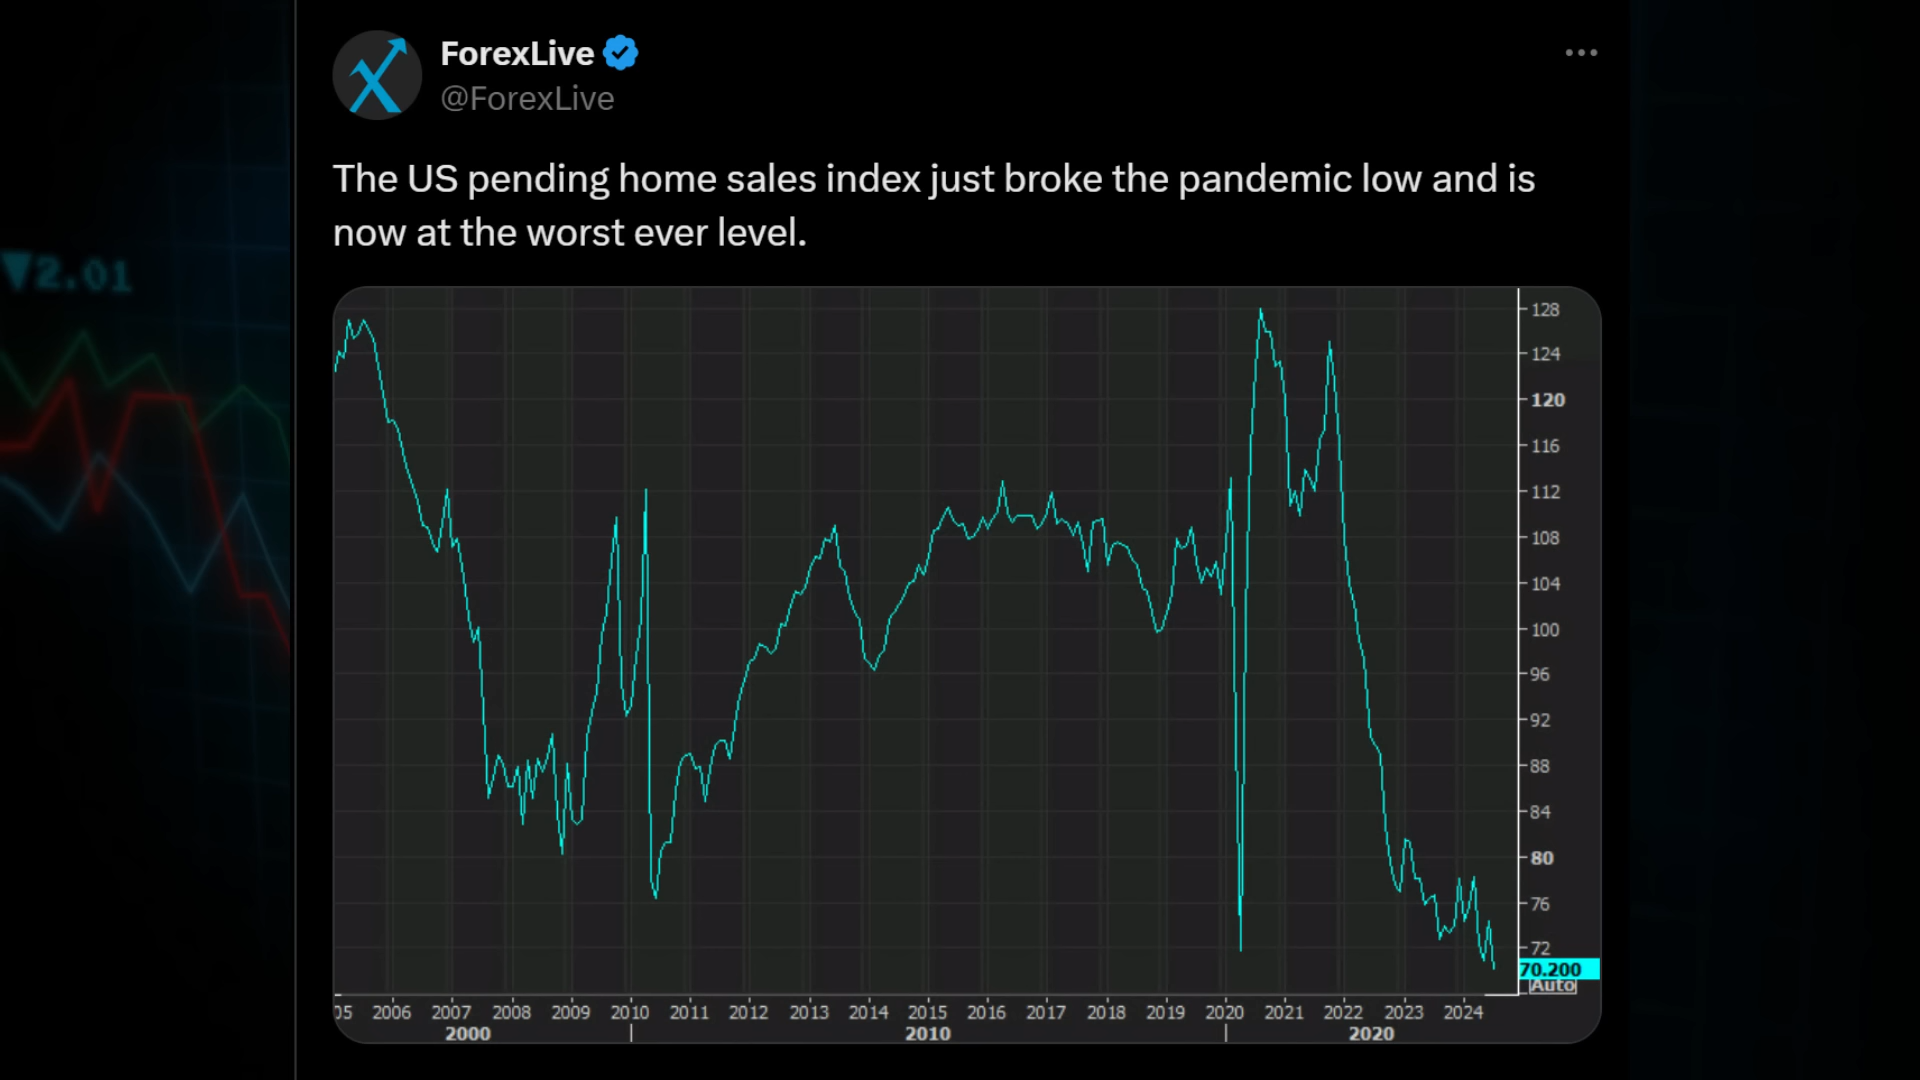 ForexLive
@ForexLive
The US pending home sales index just broke the pandemic low and is
now at the worst ever level.
▼2.01
128
124
120
116
112
108
104
100
96
92
88
84
80
76
72
70.200
Auto
05 2006 2007 2008 2009 2010 2011 2012 2013 2014 2015 2016 2017 2018 2019 2020 2021 2022 2023 2024
2000 2010 2020